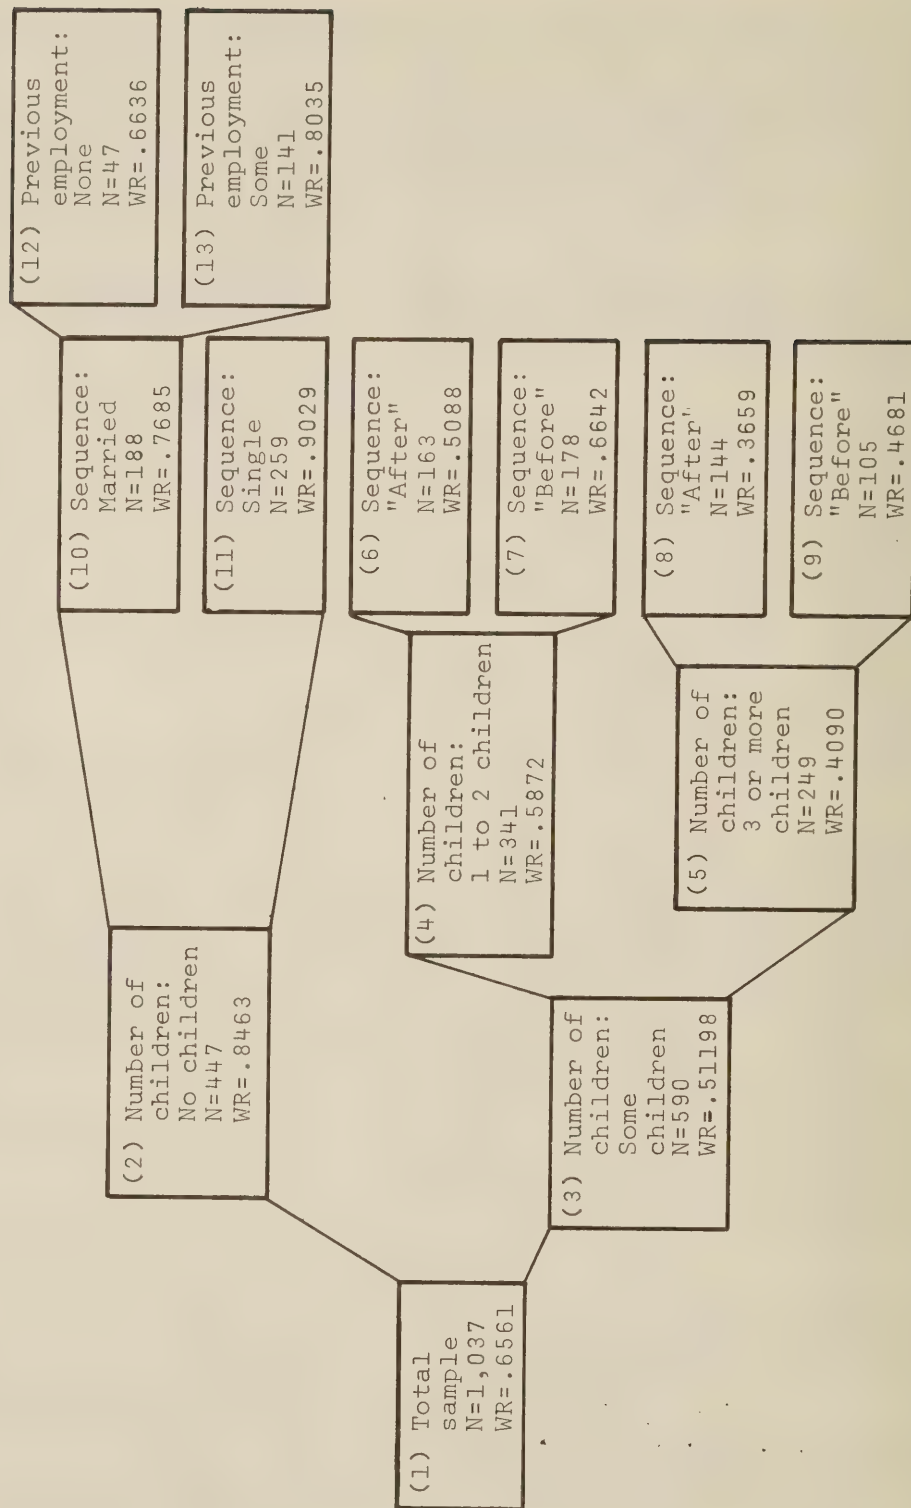 (1) Total
sample
N=1,037
WR=.6561
(2) Number of
children:
No children
N=447
WR=.8463
(3) Number of
children:
Some
children
N=590
WR=.51198
(4) Number of
children:
1 to 2 children
N=341
WR=.5872
(5) Number of
children:
3 or more
children
N=249
WR=.4090
(10) Sequence:
Married
N=188
WR=.7685
(11) Sequence:
Single
N=259
WR=.9029
(6) Sequence:
"After"
N=163
WR=.5088
(7) Sequence:
"Before"
N=178
WR=.6642
(8) Sequence:
"After"
N=144
WR=.3659
(9) Sequence:
"Before"
N=105
WR=.4681
(12) Previous
employment:
None
N=47
WR=.6636
(13) Previous
employment:
Some
N=141
WR=.8035